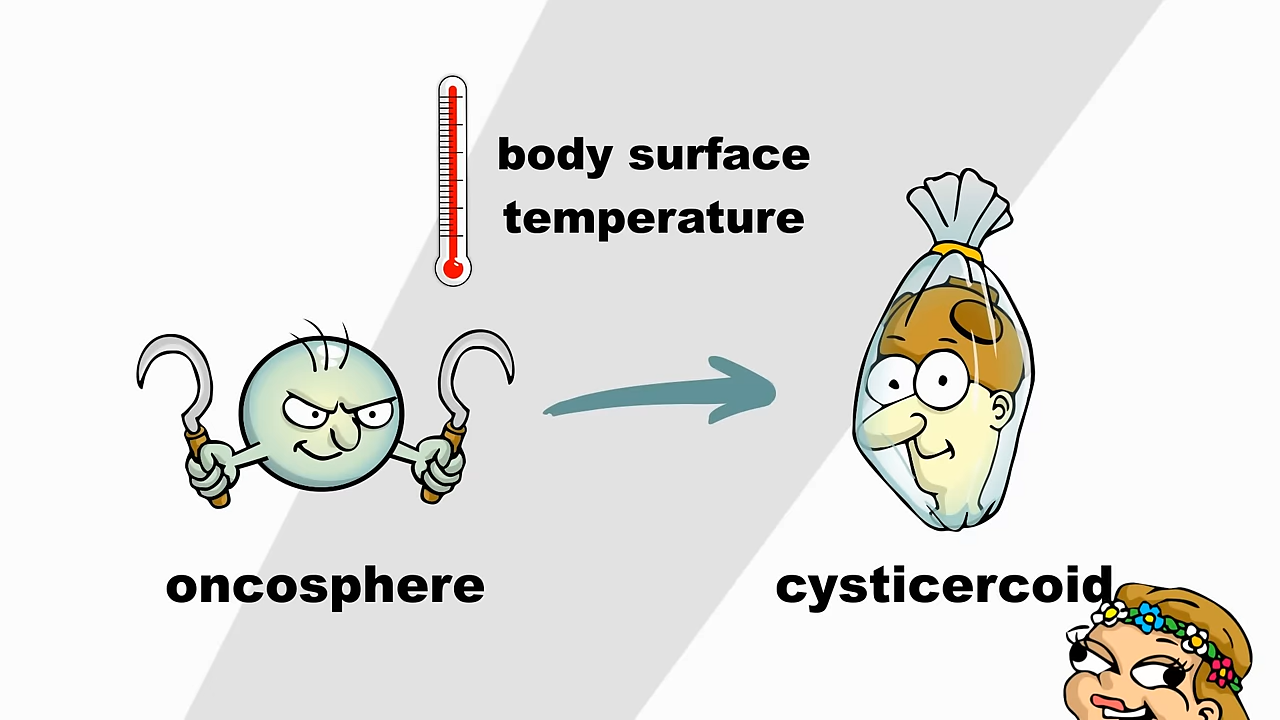 body surface
temperature
oncosphere
cysticercoid